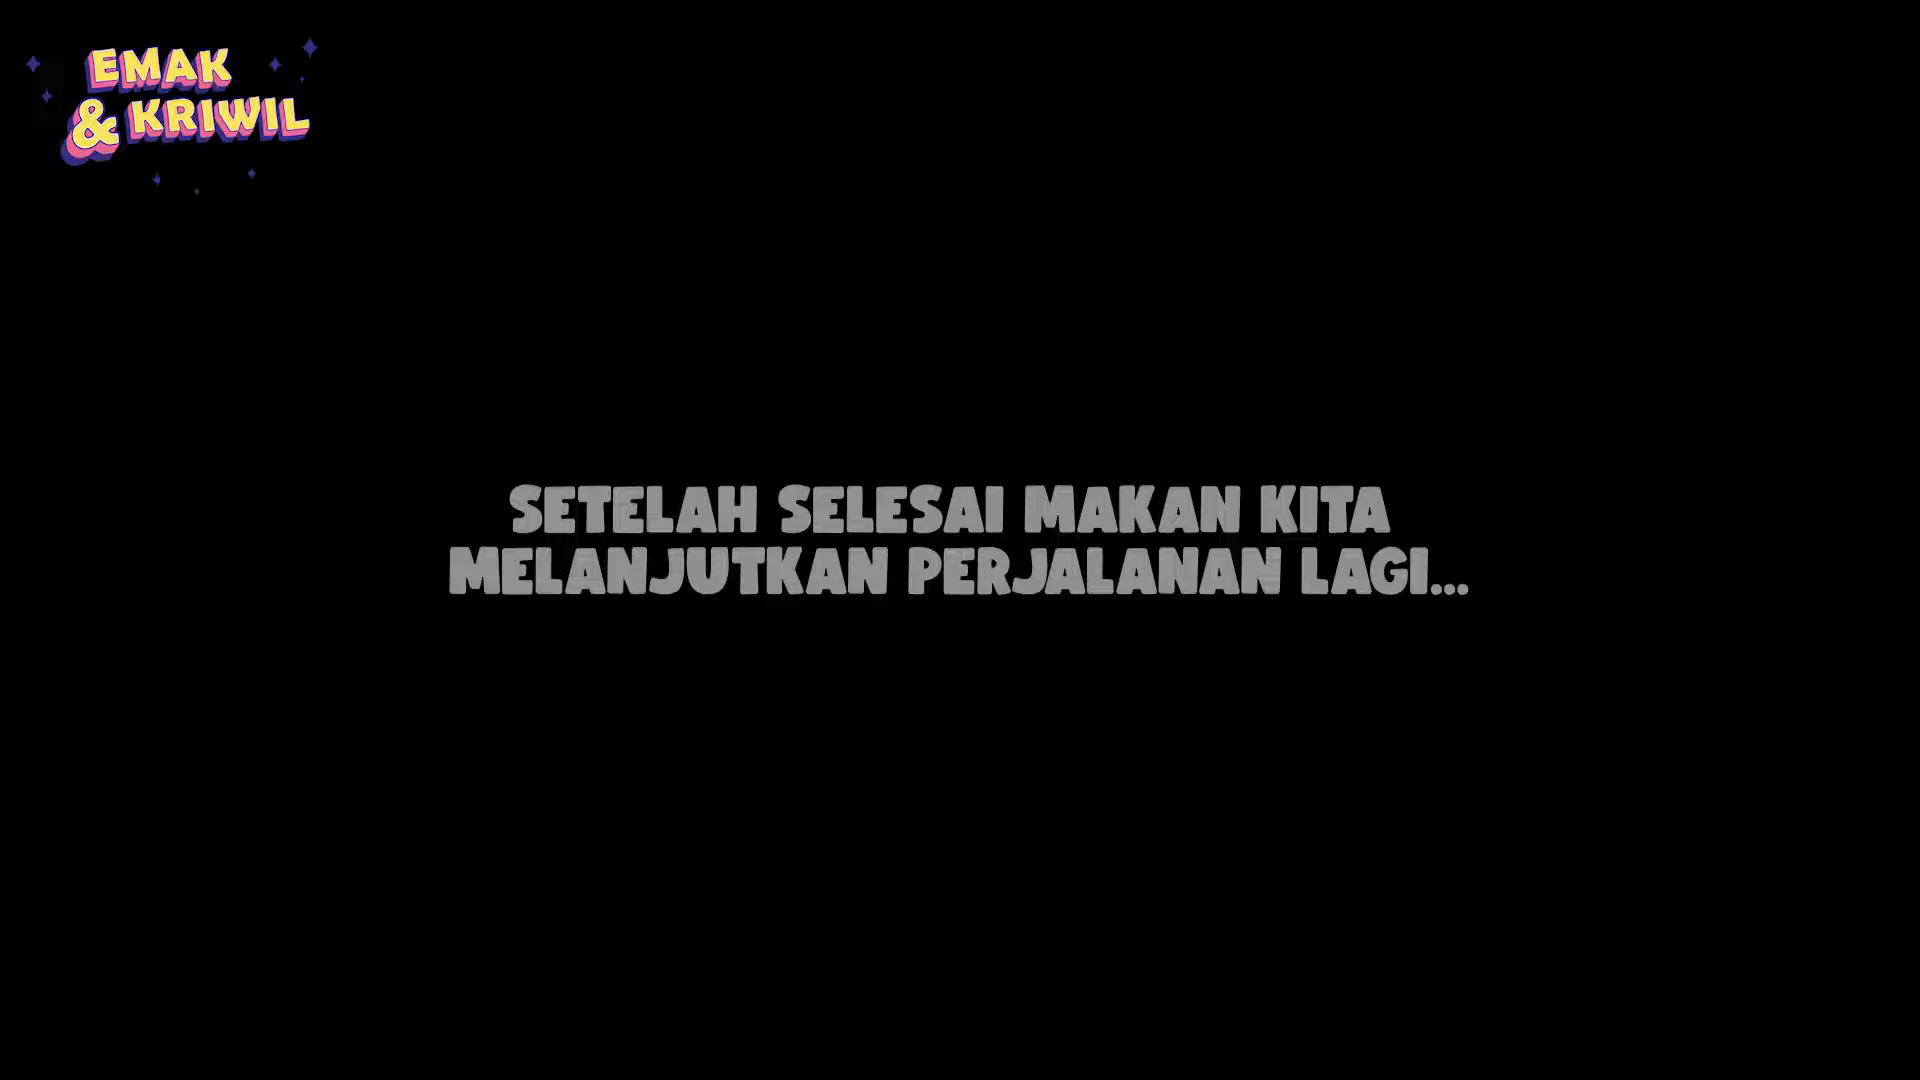 EMAK
& KRIWIL
SETELAH SELESAI MAKAN KITA
MELANJUTKAN PERJALANAN LAGI...